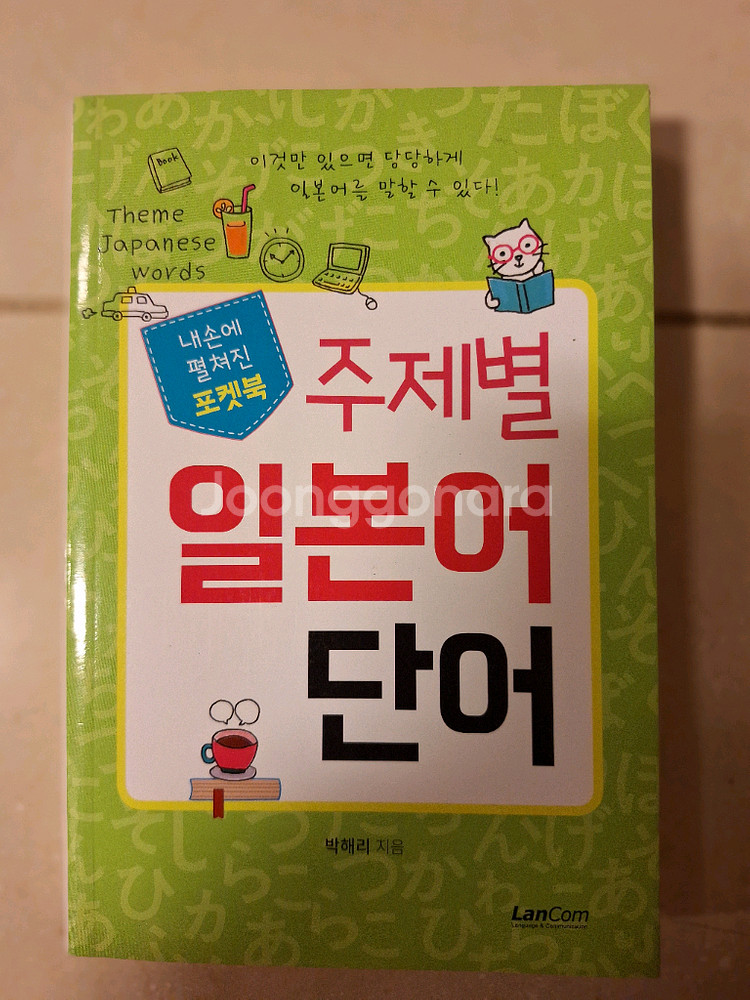 이것만 있으면 당당하게
일본어를 말할 수 있다!
Book
Theme
Japanese
words
내손에
펼쳐진
포켓북
주제별
일본어
단어
Joonggonara
박해리 지음
LanCom
Language & Communication